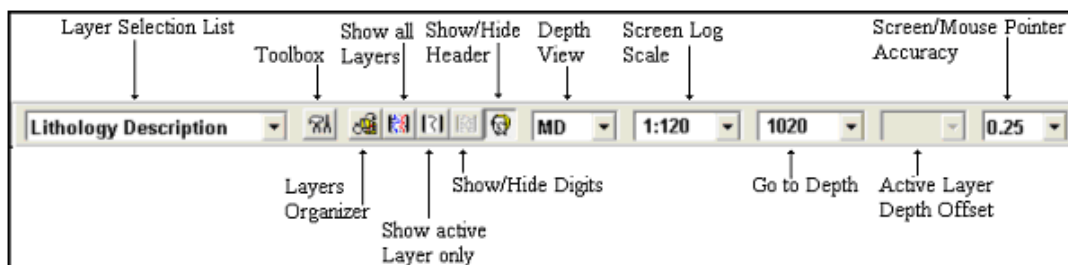 Layer Selection List
Toolbox
Show all
Layers
Show/Hide
Header
Depth
View
Screen Log
Scale
Screen/Mouse Pointer
Accuracy
Lithology Description
MD
1:120
1020
0.25
Layers
Organizer
Show active
Layer only
Show/Hide Digits
Go to Depth
Active Layer
Depth Offset